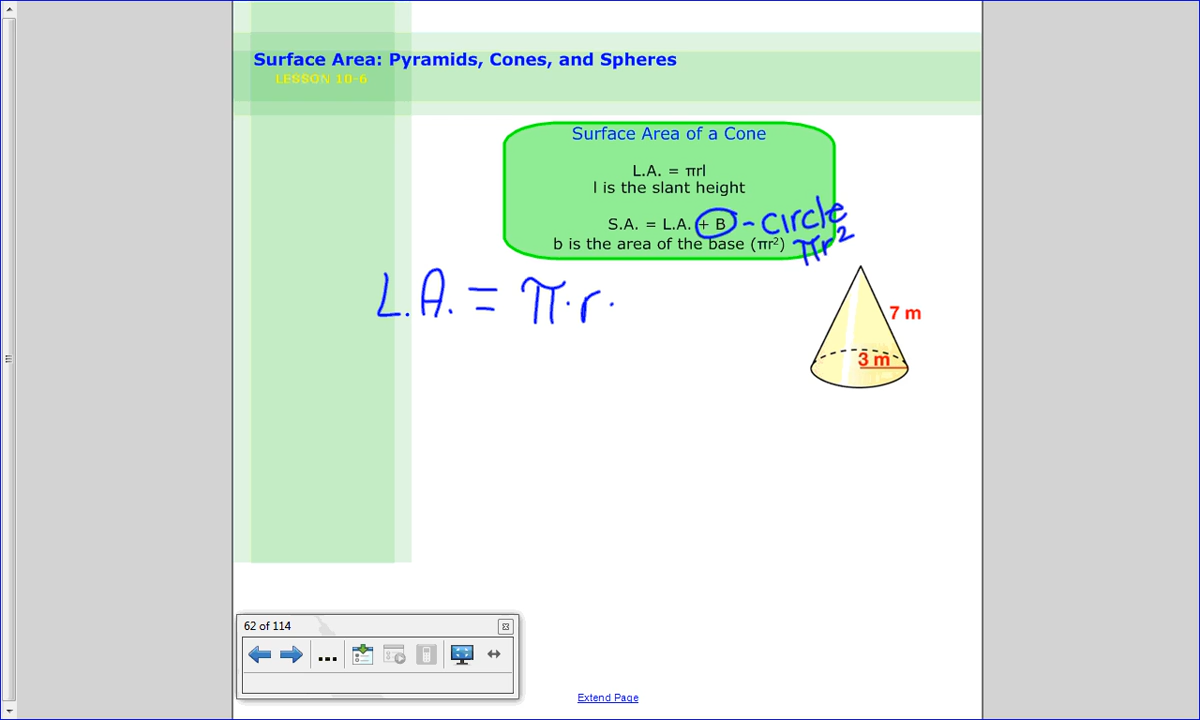 Surface Area: Pyramids, Cones, and Spheres
LESSON 10-6
Surface Area of a Cone
L.A. = πrl
l is the slant height
S.A. = L.A. + B - circle
b is the area of the base (πr²) πr²
L.A. = π·r·
7 m
3 m
62 of 114
...
Extend Page